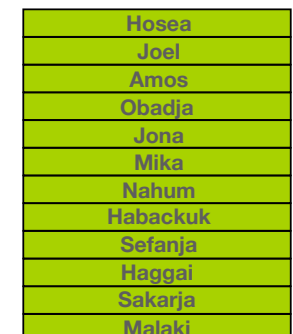 Hosea
Joel
Amos
Obadja
Jona
Mika
Nahum
Habackuk
Sefanja
Haggai
Sakarja
Malaki